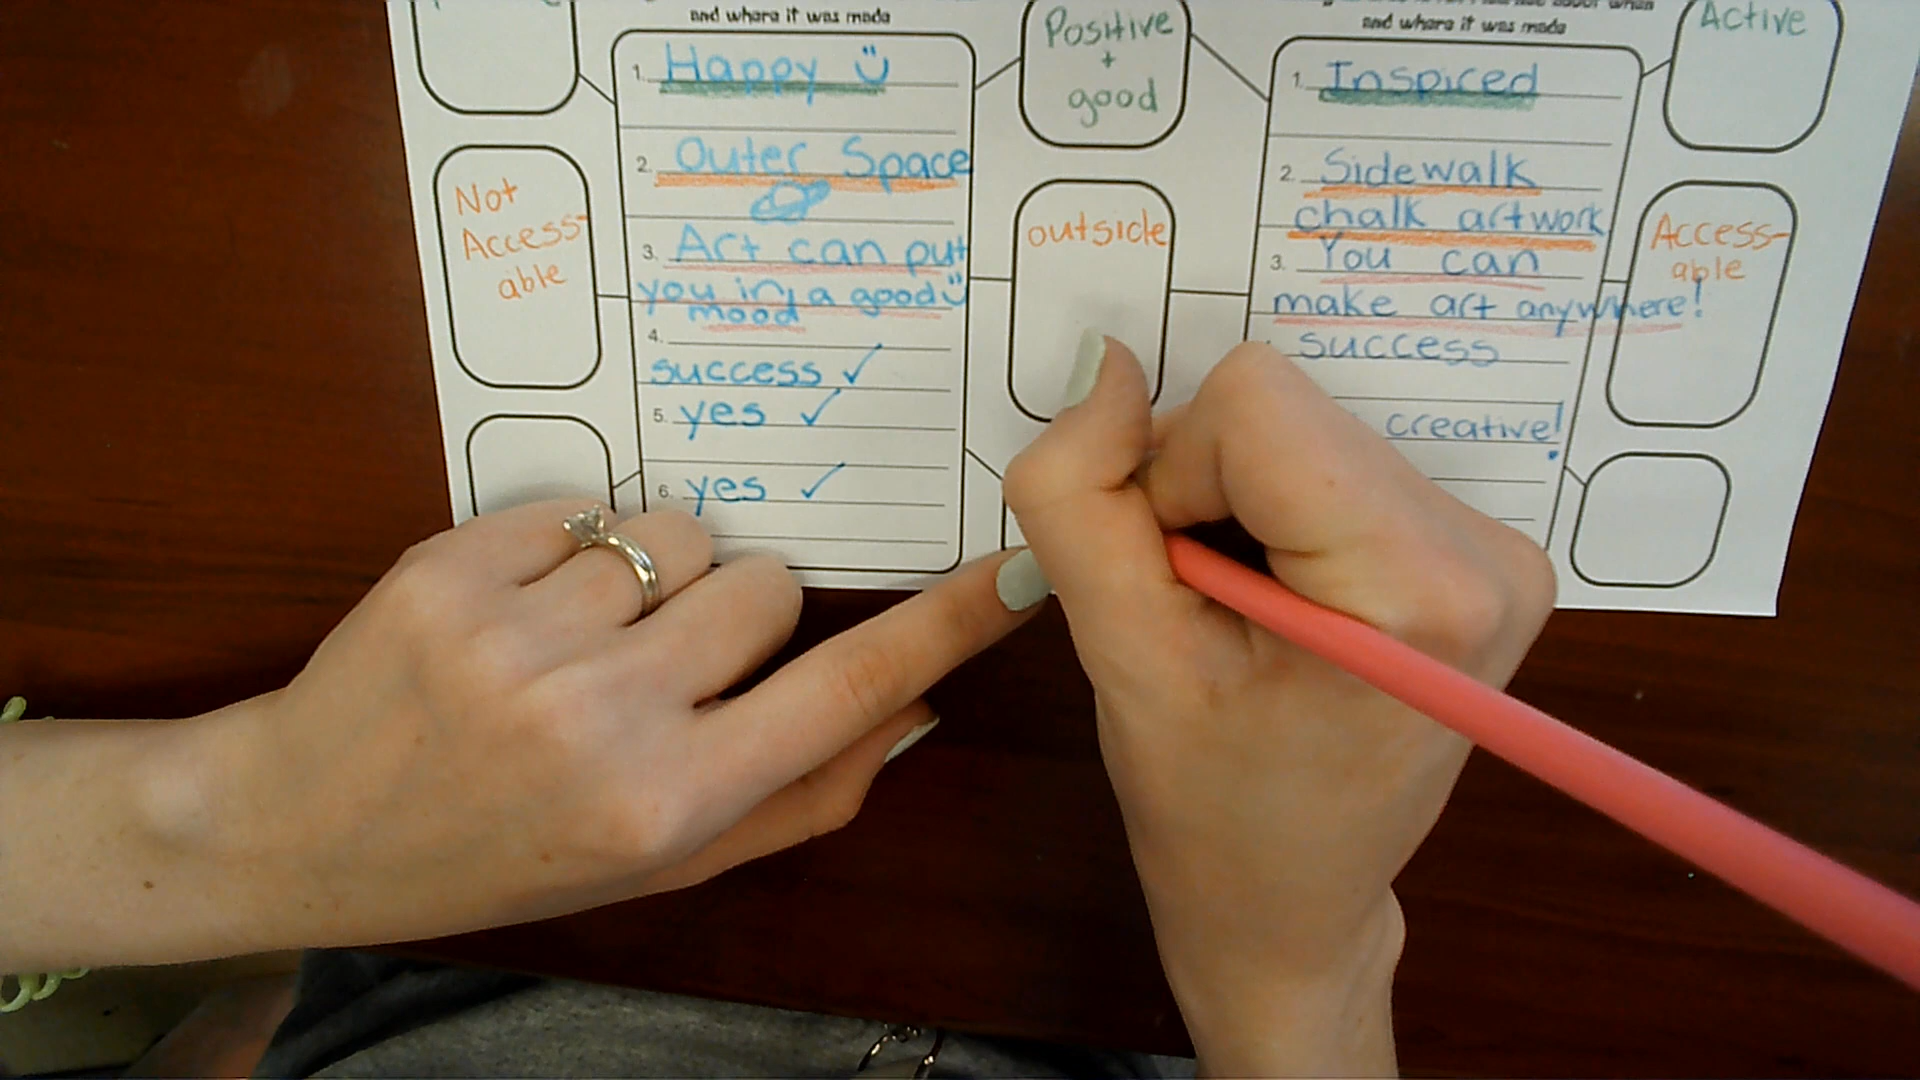 and where it was made
1. Happy
2. Outer Space
3. Art can put
you in a good
mood
4.
success ✓
5. yes ✓
6. yes ✓
Not
Access-
able
Positive
+
good
outside
and where it was made
1. Inspired
2. Sidewalk
chalk artwork
3. You can
make art anywhere!
success
creative!
Active
Access-
able